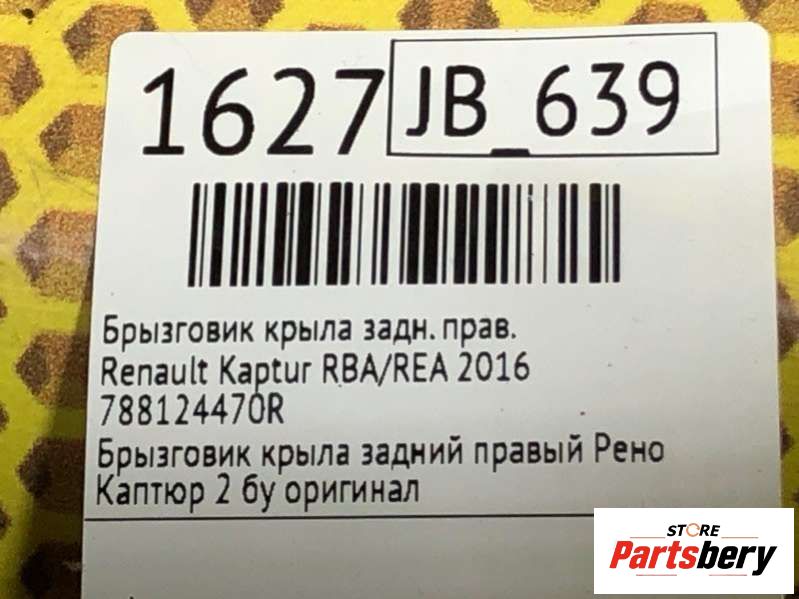 1627 JB_639
Брызговик крыла задн. прав.
Renault Kaptur RBA/REA 2016
788124470R
Брызговик крыла задний правый Рено
Каптюр 2 бу оригинал
STORE
Partsbery